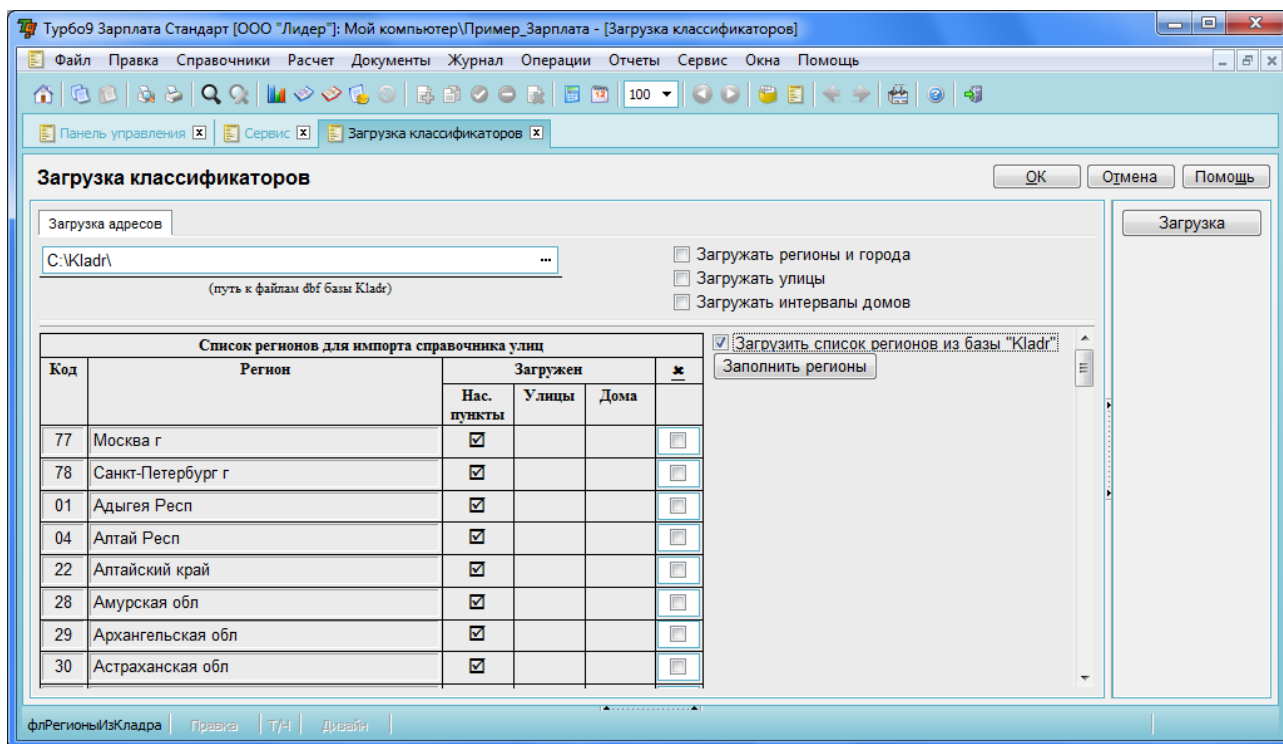 Турбо9 Зарплата Стандарт [ООО "Лидер"]: Мой компьютер\Пример_Зарплата - [Загрузка классификаторов]
Файл Правка Справочники Расчет Документы Журнал Операции Отчеты Сервис Окна Помощь
100
Панель управления Сервис Загрузка классификаторов
Загрузка классификаторов
ОК Отмена Помощь
Загрузка адресов
Загрузка
C:\Kladr\
(путь к файлам dbf базы Kladr)
Загружать регионы и города
Загружать улицы
Загружать интервалы домов
Список регионов для импорта справочника улиц
Загрузить список регионов из базы "Kladr"
Заполнить регионы
Код Регион Загружен
Нас. пункты Улицы Дома
77 Москва г
78 Санкт-Петербург г
01 Адыгея Респ
04 Алтай Респ
22 Алтайский край
28 Амурская обл
29 Архангельская обл
30 Астраханская обл
флРегионыИзКладра Правка Т/Ч Дизайн